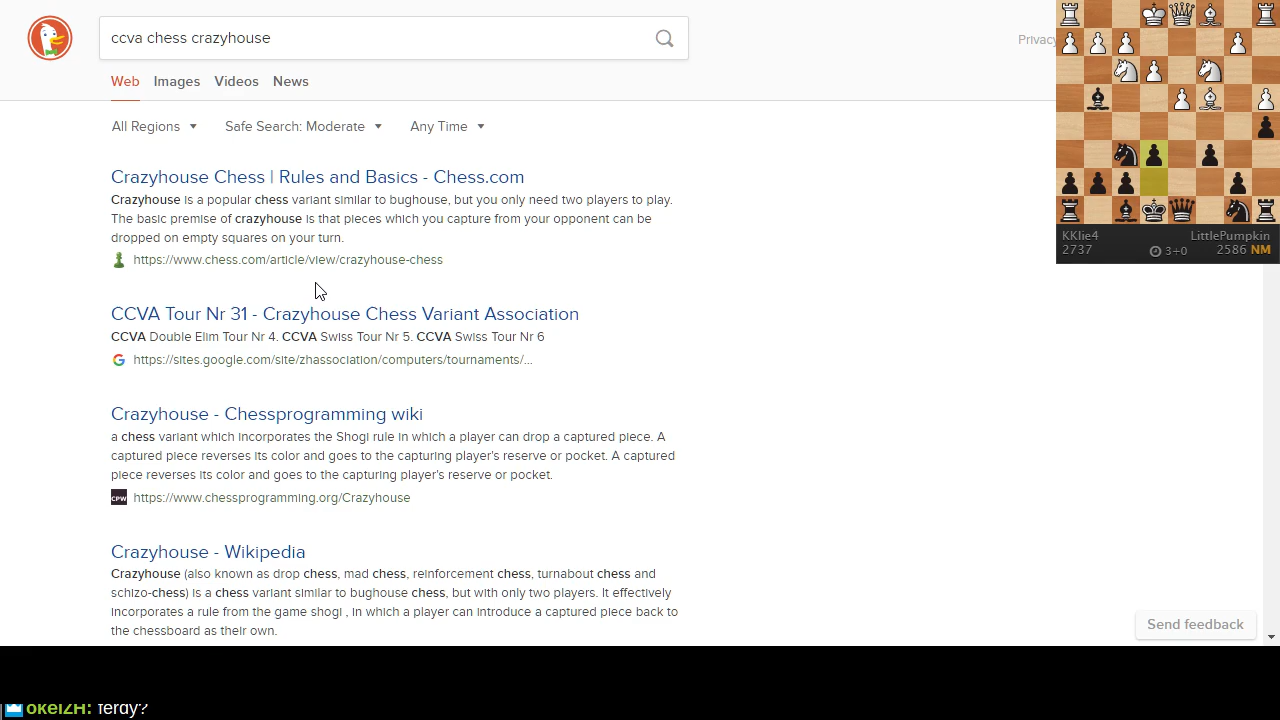 ccva chess crazyhouse
Privacy
Web Images Videos News
All Regions Safe Search: Moderate Any Time
Crazyhouse Chess | Rules and Basics - Chess.com
Crazyhouse is a popular chess variant similar to bughouse, but you only need two players to play.
The basic premise of crazyhouse is that pieces which you capture from your opponent can be
dropped on empty squares on your turn.
https://www.chess.com/article/view/crazyhouse-chess
CCVA Tour Nr 31 - Crazyhouse Chess Variant Association
CCVA Double Elim Tour Nr 4. CCVA Swiss Tour Nr 5. CCVA Swiss Tour Nr 6
https://sites.google.com/site/zhassociation/computers/tournaments/...
Crazyhouse - Chessprogramming wiki
a chess variant which incorporates the Shogi rule in which a player can drop a captured piece. A
captured piece reverses its color and goes to the capturing player's reserve or pocket. A captured
piece reverses its color and goes to the capturing player's reserve or pocket.
CPW https://www.chessprogramming.org/Crazyhouse
Crazyhouse - Wikipedia
Crazyhouse (also known as drop chess, mad chess, reinforcement chess, turnabout chess and
schizo-chess) is a chess variant similar to bughouse chess, but with only two players. It effectively
incorporates a rule from the game shogi , in which a player can introduce a captured piece back to
the chessboard as their own.
KKlie4 LittlePumpkin
2737 3+0 2586 NM
Send feedback
okei2H: ferdy?